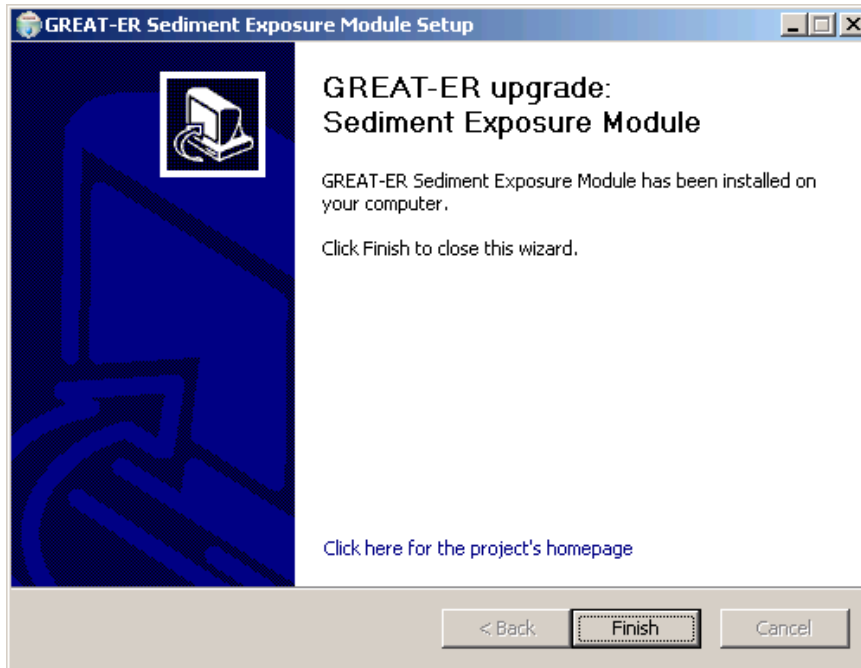 GREAT-ER Sediment Exposure Module Setup
GREAT-ER upgrade:
Sediment Exposure Module
GREAT-ER Sediment Exposure Module has been installed on
your computer.
Click Finish to close this wizard.
Click here for the project's homepage
< Back Finish Cancel